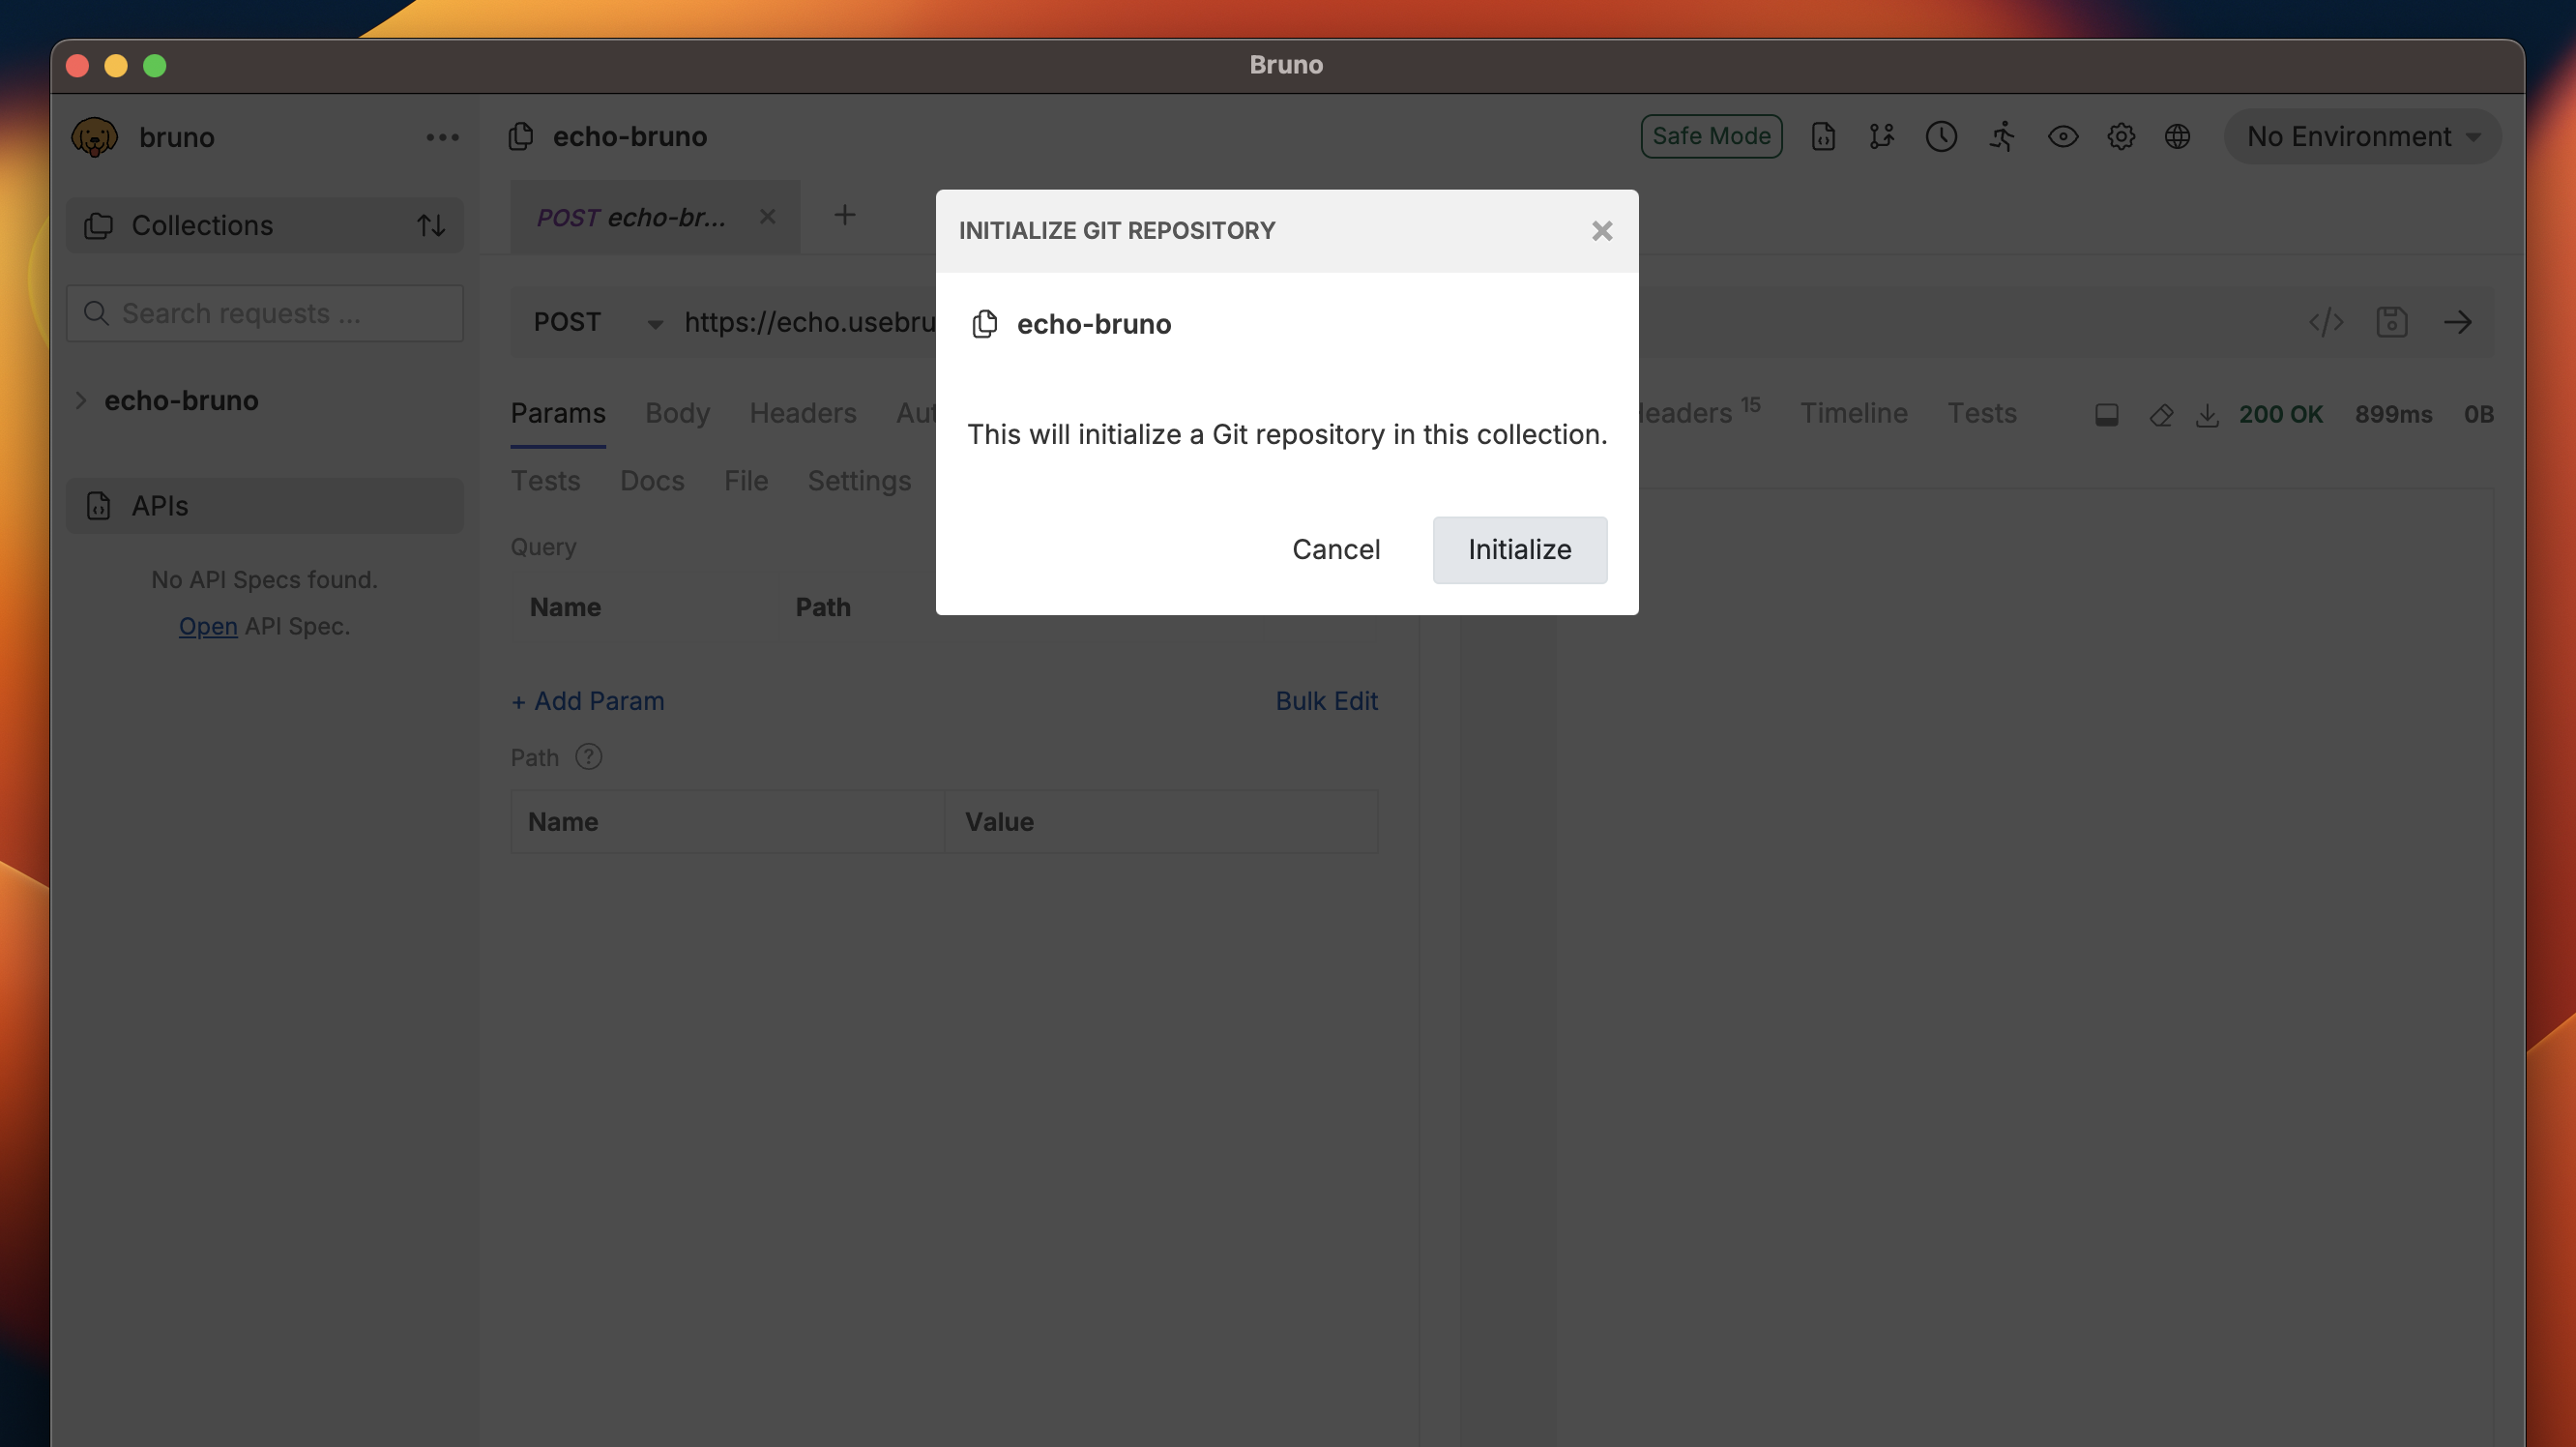 Bruno
bruno
echo-bruno
Safe Mode
No Environment
Collections
POST echo-br...
Search requests ...
echo-bruno
APIs
No API Specs found.
Open API Spec.
POST
https://echo.usebru
Params
Body
Headers
Tests
Docs
File
Settings
Query
Name
Path
+ Add Param
Bulk Edit
Path
Name
Value
INITIALIZE GIT REPOSITORY
echo-bruno
This will initialize a Git repository in this collection.
Cancel
Initialize
15
Timeline
Tests
200 OK
899ms
0B